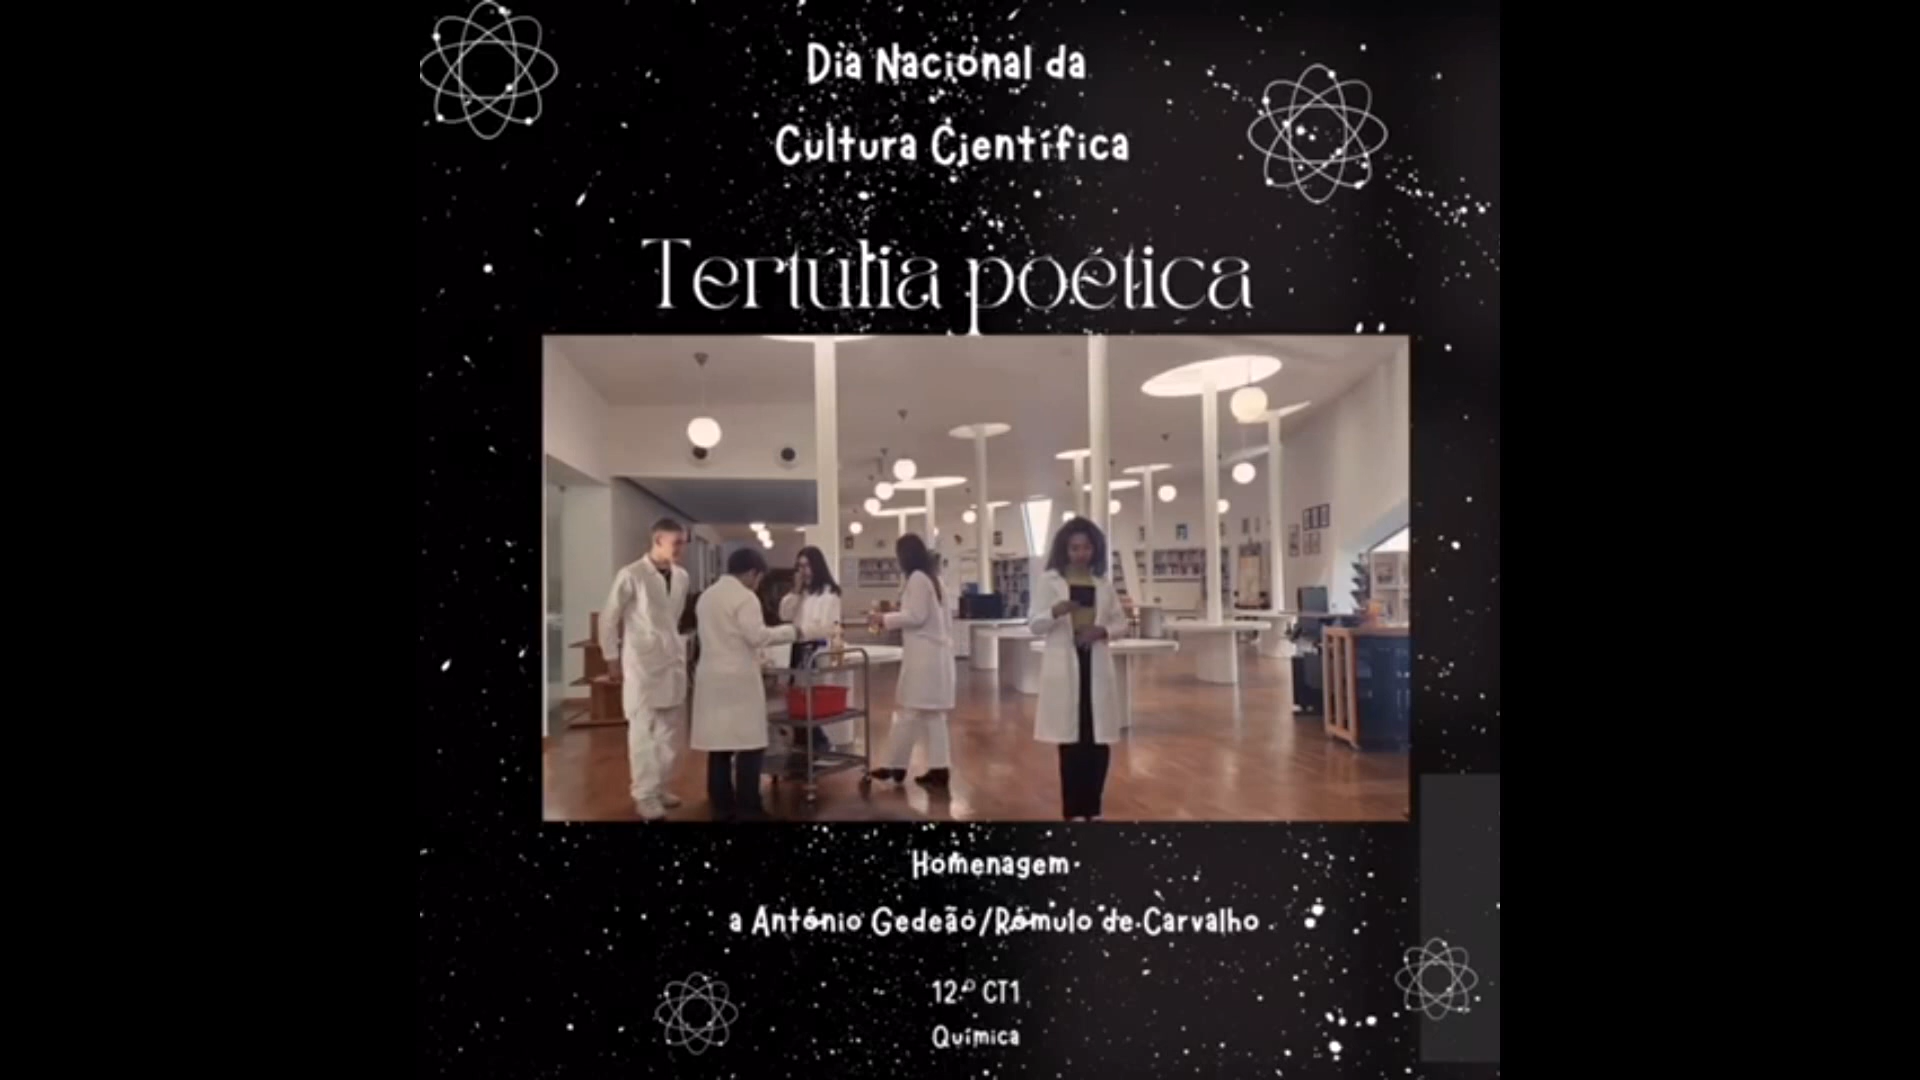 Dia Nacional da
Cultura Científica
Tertúlia poética
Homenagem
a António Gedeão/Rómulo de Carvalho
12.º CT1
Química